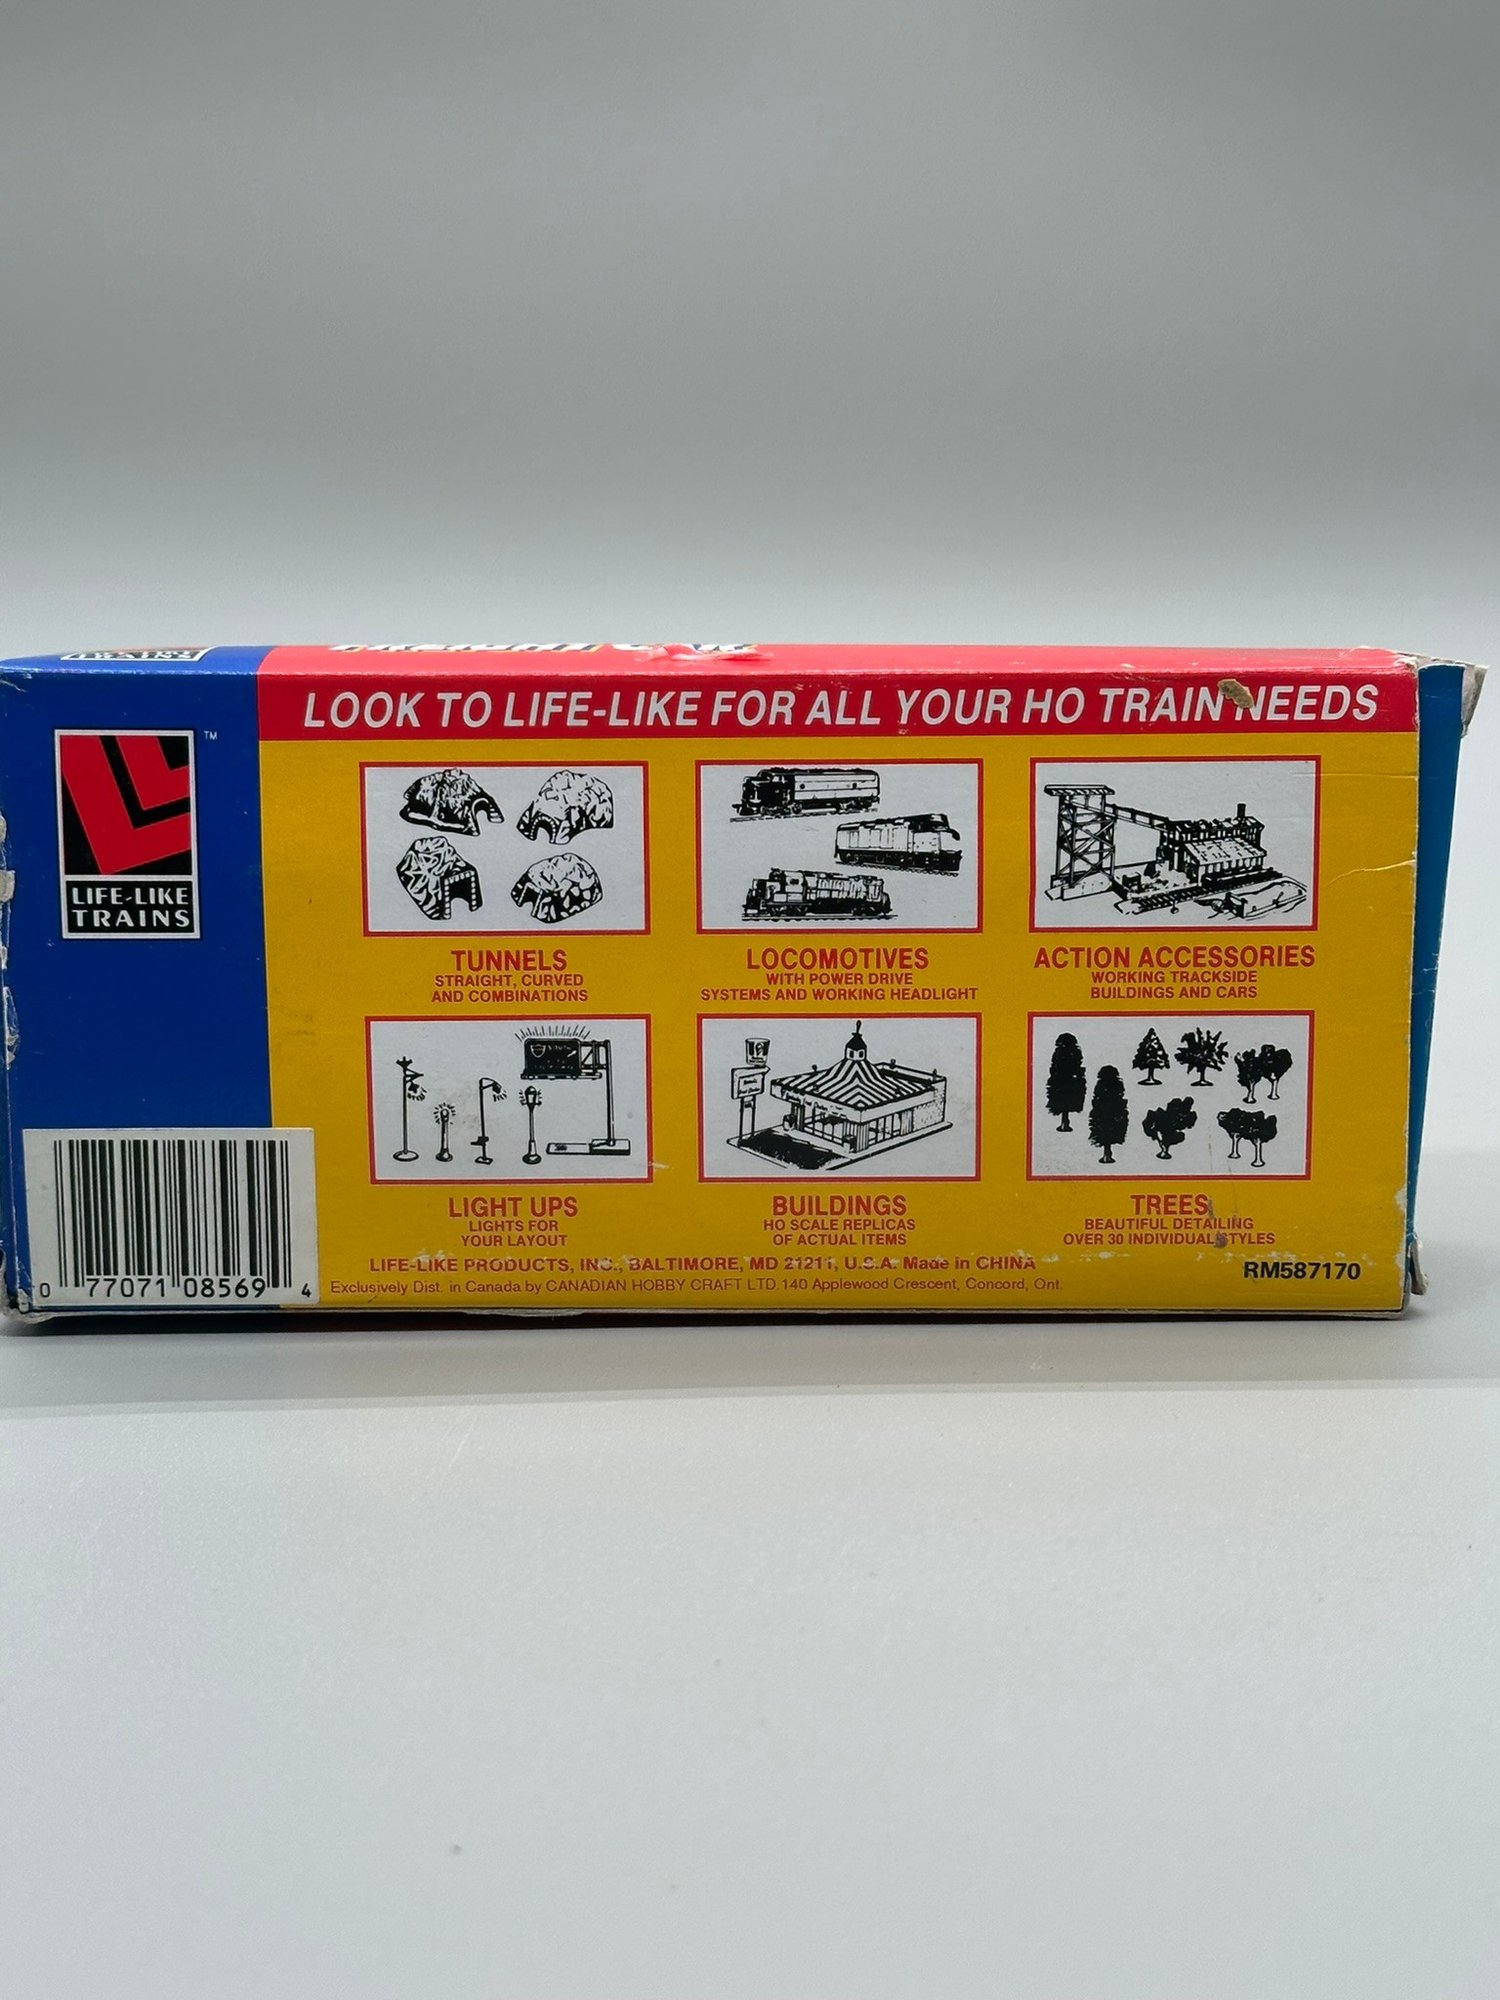 TRAINS
LOOK TO LIFE-LIKE FOR ALL YOUR HO TRAIN NEEDS
TM
LIFE-LIKE
TRAINS
TUNNELS
STRAIGHT, CURVED
AND COMBINATIONS
LOCOMOTIVES
WITH POWER DRIVE
SYSTEMS AND WORKING HEADLIGHT
ACTION ACCESSORIES
WORKING TRACKSIDE
BUILDINGS AND CARS
LIGHT UPS
LIGHTS FOR
YOUR LAYOUT
BUILDINGS
HO SCALE REPLICAS
OF ACTUAL ITEMS
TREES
BEAUTIFUL DETAILING
OVER 30 INDIVIDUAL STYLES
LIFE-LIKE PRODUCTS, INC., BALTIMORE, MD 21211, U.S.A. Made in CHINA
Exclusively Dist. in Canada by CANADIAN HOBBY CRAFT LTD. 140 Applewood Crescent, Concord, Ont.
RM587170
0 77071 08569 4